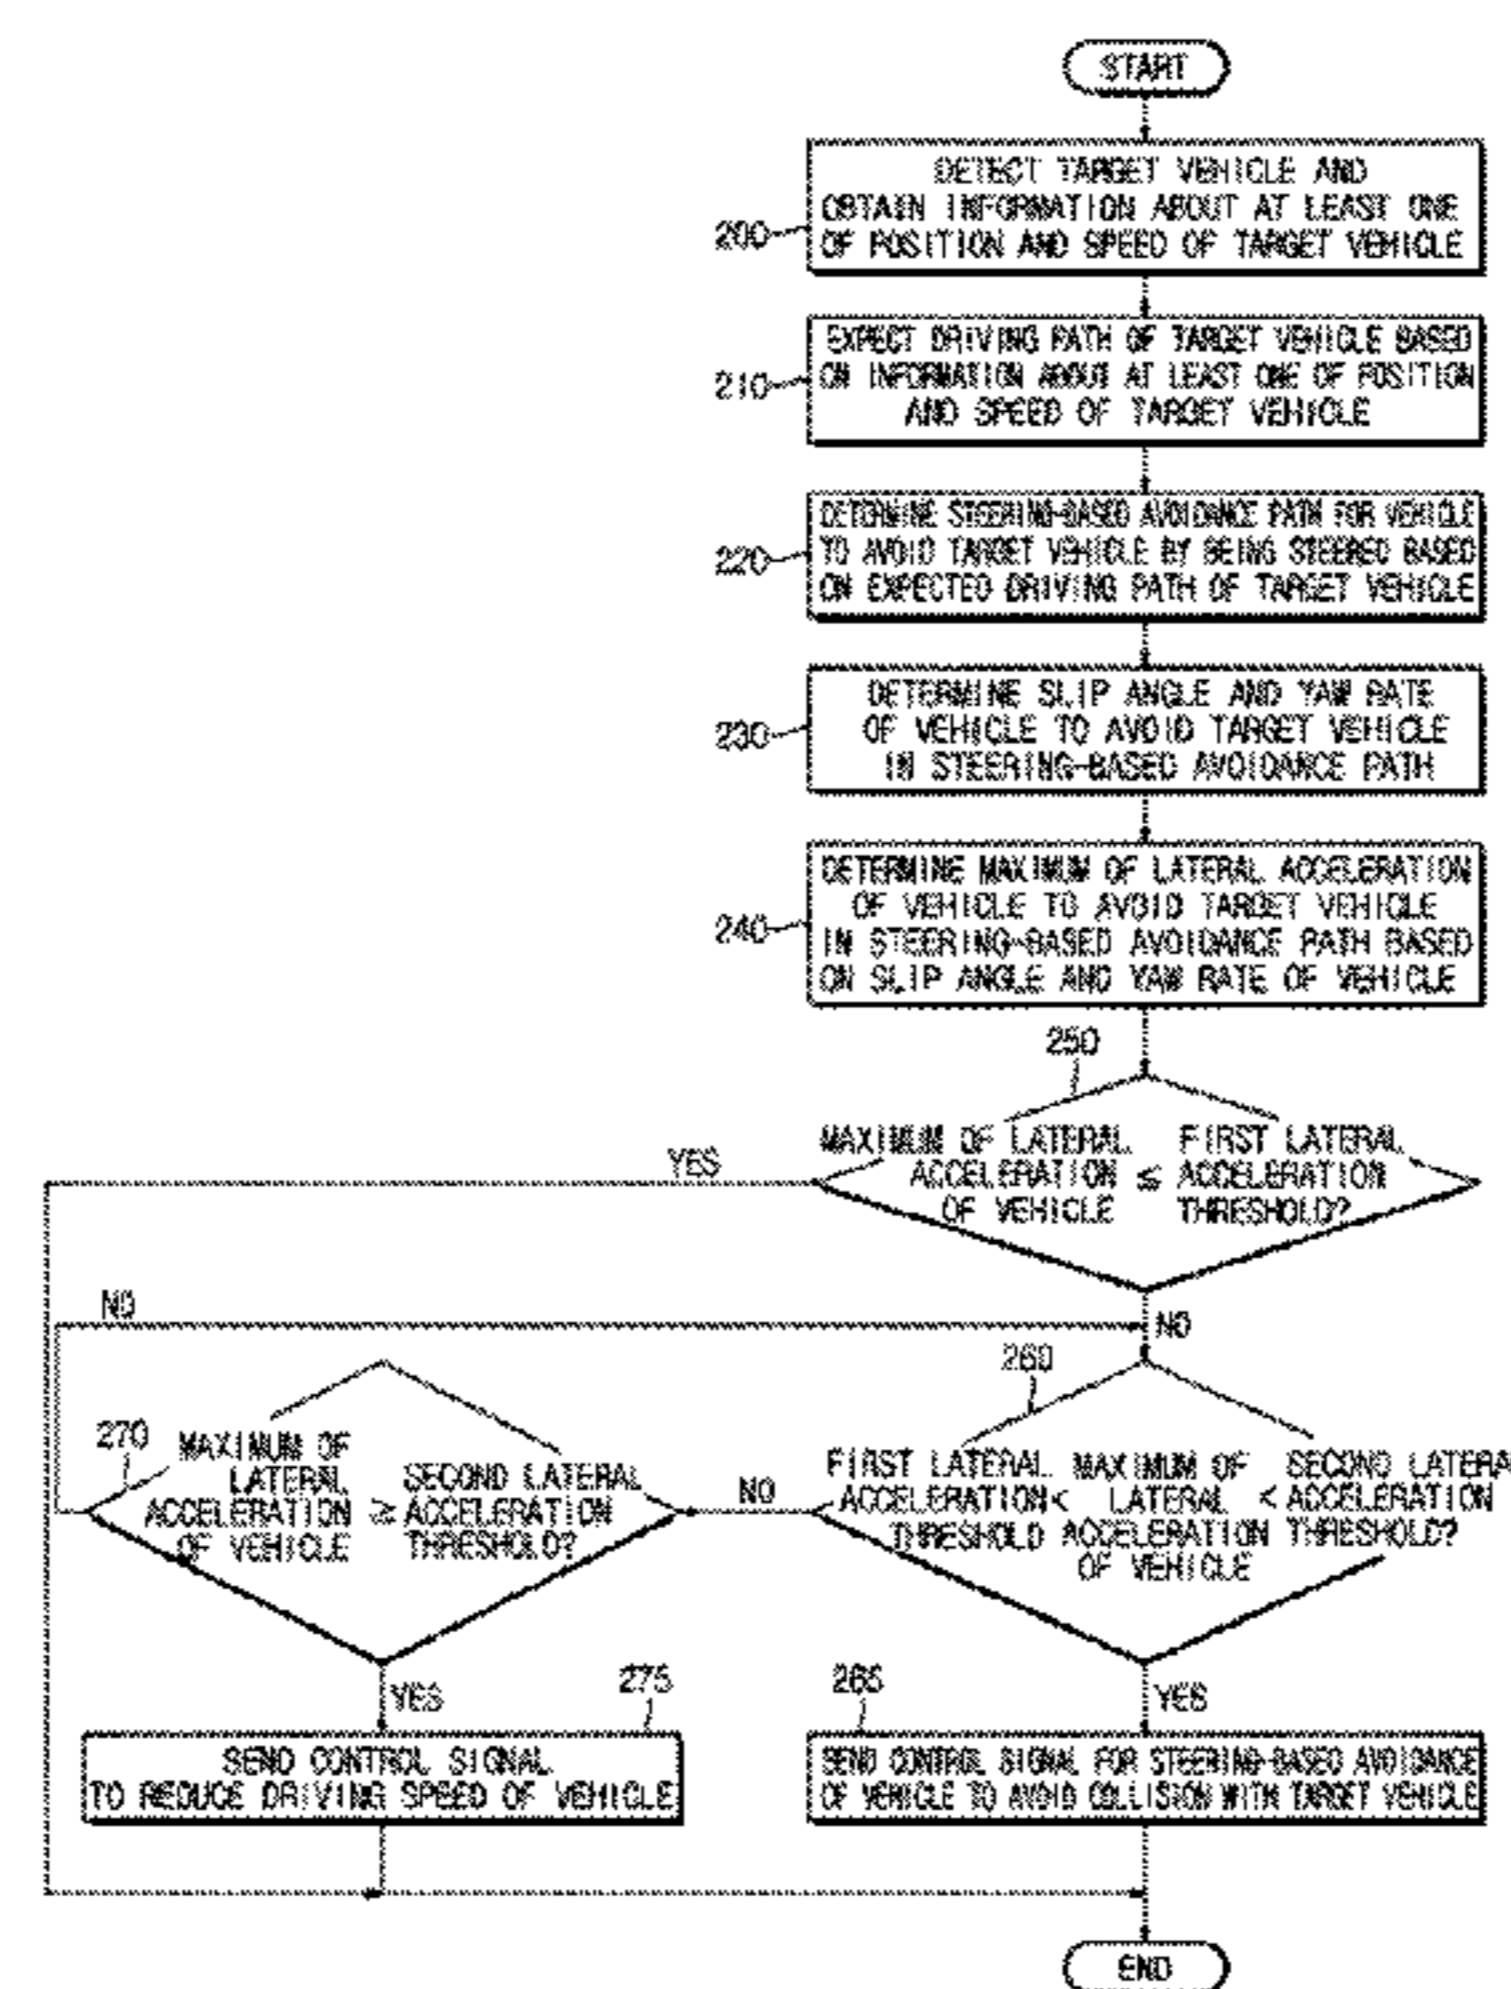 START
DETECT TARGET VEHICLE AND
OBTAIN INFORMATION ABOUT AT LEAST ONE
OF POSITION AND SPEED OF TARGET VEHICLE
200
EXPECT DRIVING PATH OF TARGET VEHICLE BASED
ON INFORMATION ABOUT AT LEAST ONE OF POSITION
AND SPEED OF TARGET VEHICLE
210
DETERMINE STEERING-BASED AVOIDANCE PATH FOR VEHICLE
TO AVOID TARGET VEHICLE BY BEING STEERED BASED
ON EXPECTED DRIVING PATH OF TARGET VEHICLE
220
DETERMINE SLIP ANGLE AND YAW RATE
OF VEHICLE TO AVOID TARGET VEHICLE
IN STEERING-BASED AVOIDANCE PATH
230
DETERMINE MAXIMUM OF LATERAL ACCELERATION
OF VEHICLE TO AVOID TARGET VEHICLE
IN STEERING-BASED AVOIDANCE PATH BASED
ON SLIP ANGLE AND YAW RATE OF VEHICLE
240
250
MAXIMUM OF LATERAL FIRST LATERAL
ACCELERATION ≤ ACCELERATION
OF VEHICLE THRESHOLD?
YES
NO
NO
260
FIRST LATERAL MAXIMUM OF SECOND LATERA
ACCELERATION < LATERAL < ACCELERATION
THRESHOLD ACCELERATION THRESHOLD?
OF VEHICLE
NO
270
MAXIMUM OF
LATERAL SECOND LATERAL
ACCELERATION ≥ ACCELERATION
OF VEHICLE THRESHOLD?
YES
275
SEND CONTROL SIGNAL
TO REDUCE DRIVING SPEED OF VEHICLE
YES
265
SEND CONTROL SIGNAL FOR STEERING-BASED AVOIDANCE
OF VEHICLE TO AVOID COLLISION WITH TARGET VEHICLE
END